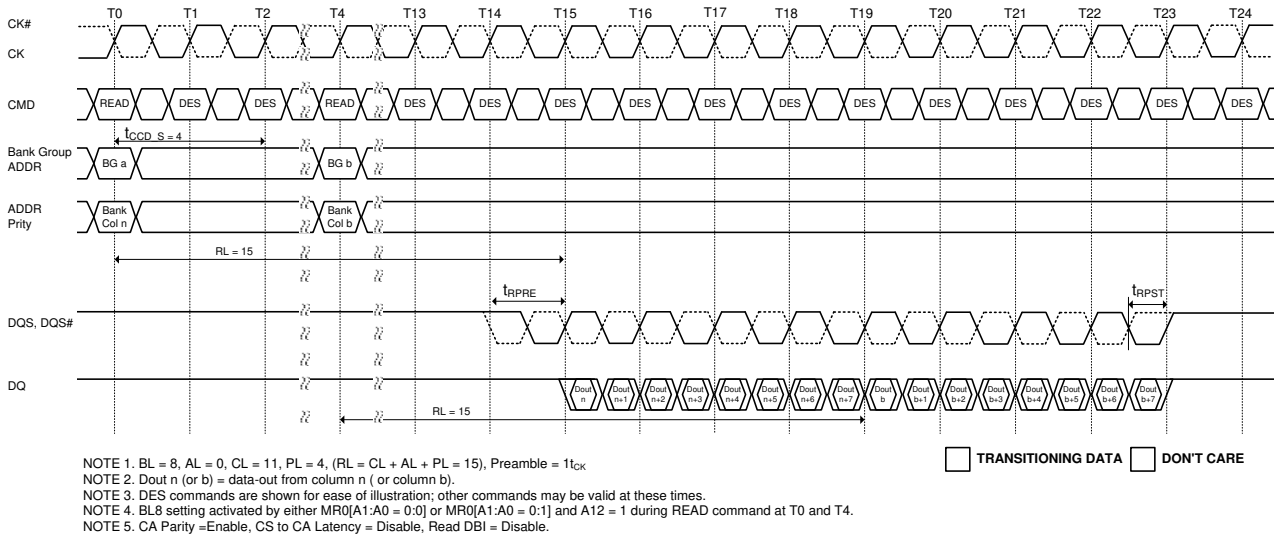 T0 T1 T2 T4 T13 T14 T15 T16 T17 T18 T19 T20 T21 T22 T23 T24
CK#
CK
CMD READ DES DES READ DES DES DES DES DES DES DES DES DES DES DES DES
tCCD_S = 4
Bank Group
ADDR
BG a BG b
ADDR
Prity
Bank
Col n
Bank
Col b
RL = 15
tRPRE tRPST
DQS, DQS#
DQ
Dout
n
Dout
n+1
Dout
n+2
Dout
n+3
Dout
n+4
Dout
n+5
Dout
n+6
Dout
n+7
Dout
b
Dout
b+1
Dout
b+2
Dout
b+3
Dout
b+4
Dout
b+5
Dout
b+6
Dout
b+7
RL = 15
TRANSITIONING DATA DON'T CARE
NOTE 1. BL = 8, AL = 0, CL = 11, PL = 4, (RL = CL + AL + PL = 15), Preamble = 1tCK
NOTE 2. Dout n (or b) = data-out from column n ( or column b).
NOTE 3. DES commands are shown for ease of illustration; other commands may be valid at these times.
NOTE 4. BL8 setting activated by either MR0[A1:A0 = 0:0] or MR0[A1:A0 = 0:1] and A12 = 1 during READ command at T0 and T4.
NOTE 5. CA Parity =Enable, CS to CA Latency = Disable, Read DBI = Disable.